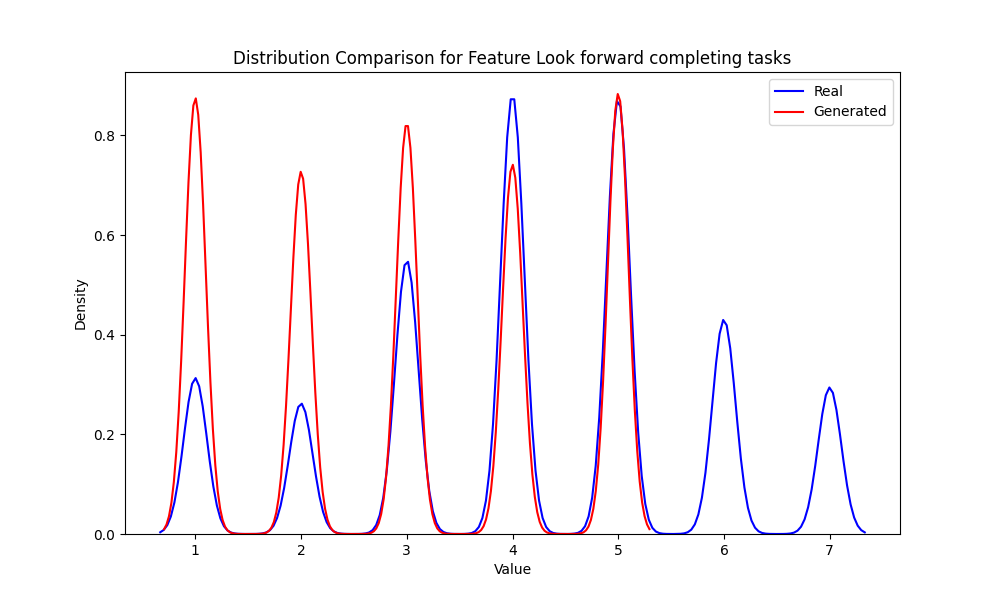 Distribution Comparison for Feature Look forward completing tasks
Real
Generated
Density
0.8
0.6
0.4
0.2
0.0
1 2 3 4 5 6 7
Value